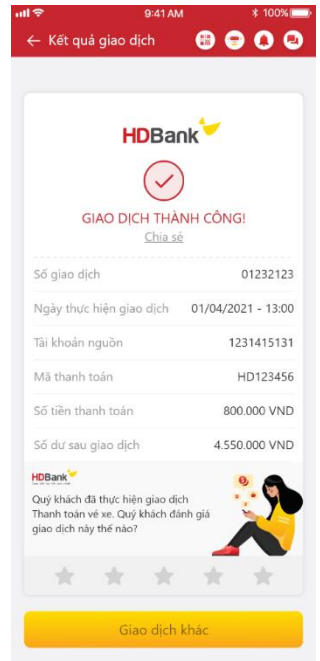 9:41 AM
100%
Kết quả giao dịch
HDBank
GIAO DỊCH THÀNH CÔNG!
Chia sẻ
Số giao dịch 01232123
Ngày thực hiện giao dịch 01/04/2021 - 13:00
Tài khoản nguồn 1231415131
Mã thanh toán HD123456
Số tiền thanh toán 800.000 VND
Số dư sau giao dịch 4.550.000 VND
HDBank
Quý khách đã thực hiện giao dịch
Thanh toán vé xe. Quý khách đánh giá
giao dịch này thế nào?
Giao dịch khác